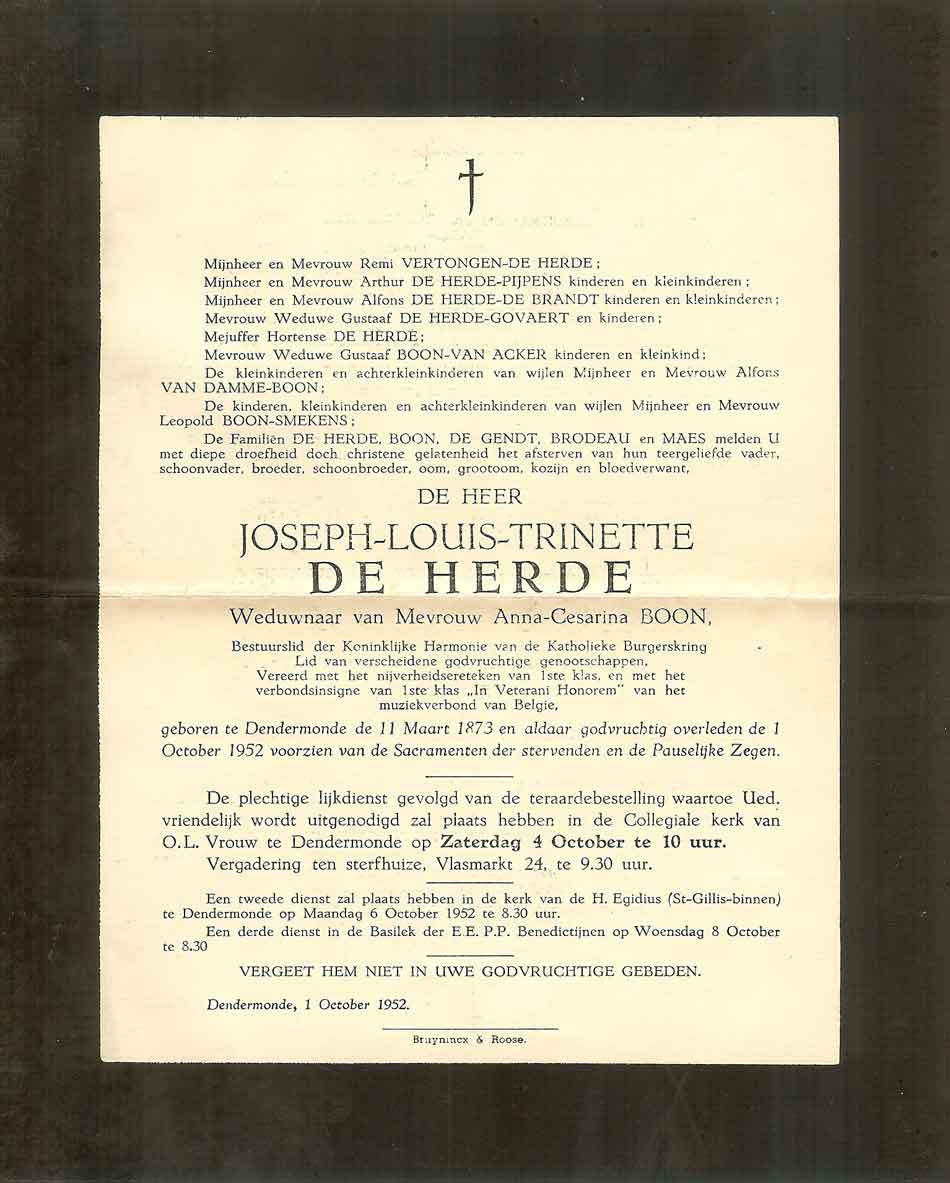 Mijnheer en Mevrouw Remi VERTONGEN-DE HERDE ;
Mijnheer en Mevrouw Arthur DE HERDE-PIJPENS kinderen en kleinkinderen ;
Mijnheer en Mevrouw Alfons DE HERDE-DE BRANDT kinderen en kleinkinderen ;
Mevrouw Weduwe Gustaaf DE HERDE-GOVAERT en kinderen ;
Mejuffer Hortense DE HERDE ;
Mevrouw Weduwe Gustaaf BOON-VAN ACKER kinderen en kleinkind ;
De kleinkinderen en achterkleinkinderen van wijlen Mijnheer en Mevrouw Alfons
VAN DAMME-BOON ;
De kinderen, kleinkinderen en achterkleinkinderen van wijlen Mijnheer en Mevrouw
Leopold BOON-SMEKENS ;
De Familiën DE HERDE, BOON, DE GENDT, BRODEAU en MAES melden U
met diepe droefheid doch christene gelatenheid het afsterven van hun teergeliefde vader,
schoonvader, broeder, schoonbroeder, oom, grootoom, kozijn en bloedverwant,
DE HEER
JOSEPH-LOUIS-TRINETTE
DE HERDE
Weduwnaar van Mevrouw Anna-Cesarina BOON,
Bestuurslid der Koninklijke Harmonie van de Katholieke Burgerskring
Lid van verscheidene godvruchtige genootschappen,
Vereerd met het nijverheidsereteken van 1ste klas, en met het
verbondsinsigne van 1ste klas „In Veterani Honorem” van het
muziekverbond van Belgie,
geboren te Dendermonde de 11 Maart 1873 en aldaar godvruchtig overleden de 1
October 1952 voorzien van de Sacramenten der stervenden en de Pauselijke Zegen.
De plechtige lijkdienst gevolgd van de teraardebestelling waartoe Ued.
vriendelijk wordt uitgenodigd zal plaats hebben in de Collegiale kerk van
O.L. Vrouw te Dendermonde op Zaterdag 4 October te 10 uur.
Vergadering ten sterfhuize, Vlasmarkt 24, te 9.30 uur.
Een tweede dienst zal plaats hebben in de kerk van de H. Egidius (St-Gillis-binnen)
te Dendermonde op Maandag 6 October 1952 te 8.30 uur.
Een derde dienst in de Basilek der E.E. P.P. Benedictijnen op Woensdag 8 October
te 8.30
VERGEET HEM NIET IN UWE GODVRUCHTIGE GEBEDEN.
Dendermonde, 1 October 1952.
Bruynincx & Roose.